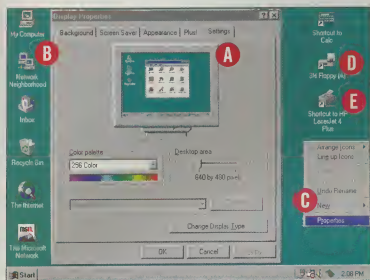 Display Properties
Background Screen Saver Appearance Plus! Settings
A
My Computer
B
Network Neighborhood
Inbox
Recycle Bin
The Internet
msn.
The Microsoft Network
Color palette
256 Color
Desktop area
640 by 480 pixels
Change Display Type
OK Cancel Apply
Shortcut to Calc
D
3½ Floppy (A)
E
Shortcut to HP LaserJet 4 Plus
Arrange Icons
Line up Icons
Undo Rename
C
New
Properties
Start
2:06 PM